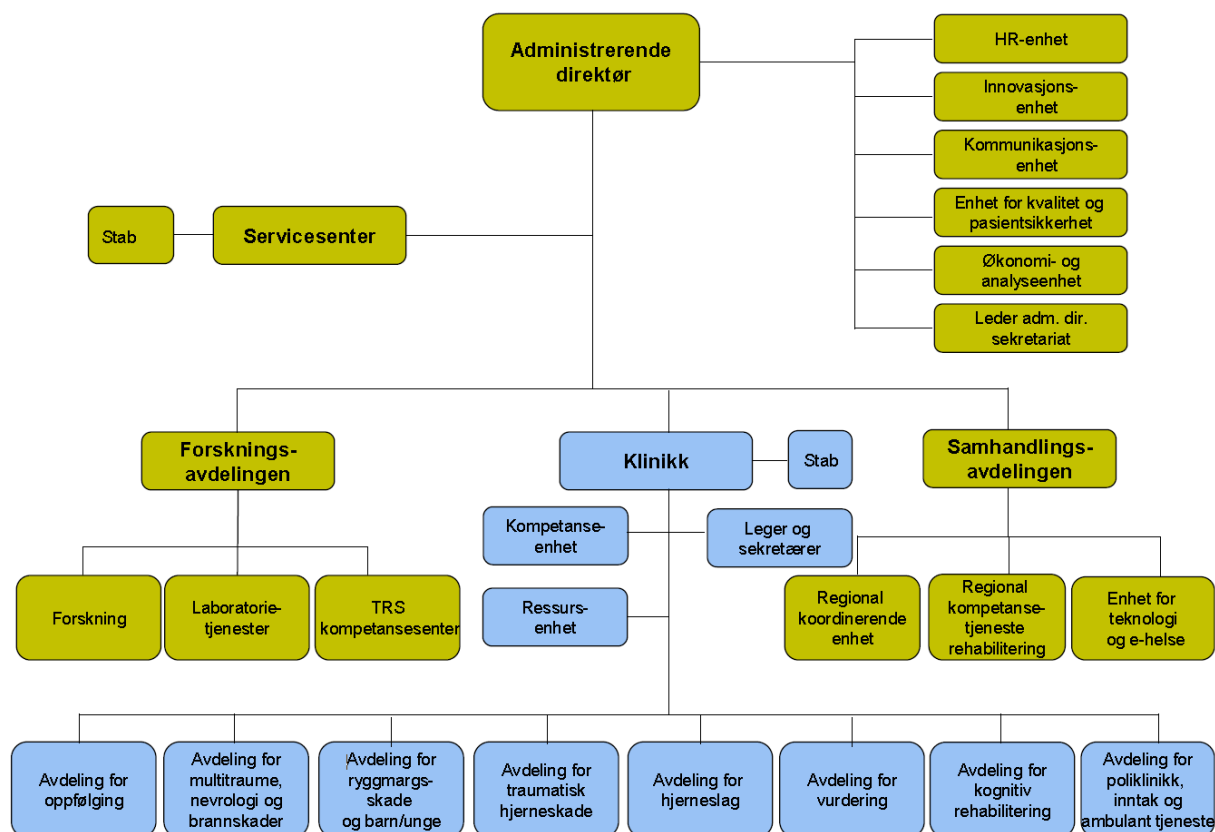 Administrerende
direktør
HR-enhet
Innovasjons-
enhet
Kommunikasjons-
enhet
Enhet for kvalitet og
pasientsikkerhet
Økonomi- og
analyseenhet
Leder adm. dir.
sekretariat
Stab
Servicesenter
Forsknings-
avdelingen
Klinikk
Stab
Samhandlings-
avdelingen
Kompetanse-
enhet
Leger og
sekretærer
Ressurs-
enhet
Forskning
Laboratorie-
tjenester
TRS
kompetansesenter
Regional
koordinerende
enhet
Regional
kompetanse-
tjeneste
rehabilitering
Enhet for
teknologi
og e-helse
Avdeling for
oppfølging
Avdeling for
multitraume,
nevrologi og
brannskader
Avdeling for
ryggmargs-
skade
og barn/unge
Avdeling for
traumatisk
hjerneskade
Avdeling for
hjerneslag
Avdeling for
vurdering
Avdeling for
kognitiv
rehabilitering
Avdeling for
poliklinikk,
inntak og
ambulant tjeneste